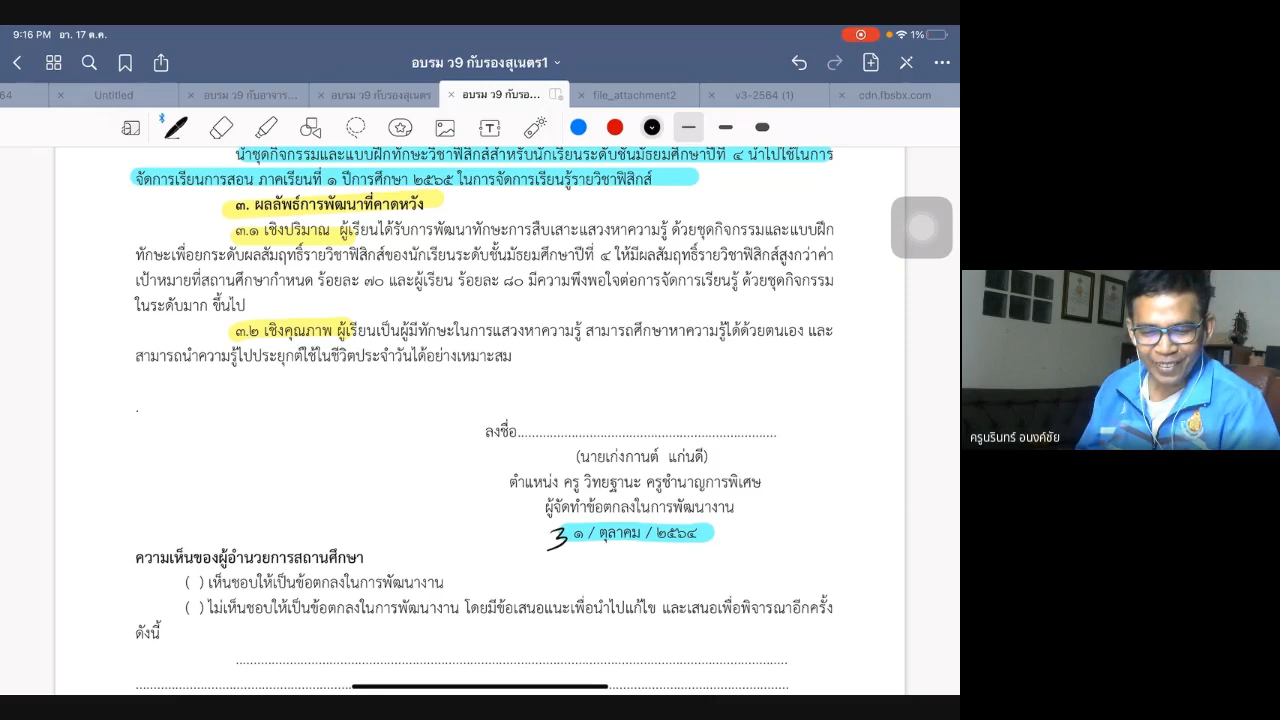 9:16 PM อา. 17 ต.ค.
1%
อบรม ว9 กับรองสุเนตร1
64
Untitled
อบรม ว9 กับอาจาร...
อบรม ว9 กับรองสุเนตร
อบรม ว9 กับรอ...
file_attachment2
v3-2564 (1)
cdn.fbsbx.com
นำชุดกิจกรรมและแบบฝึกทักษะวิชาฟิสิกส์สำหรับนักเรียนระดับชั้นมัธยมศึกษาปีที่ ๔ นำไปใช้ในการ
จัดการเรียนการสอน ภาคเรียนที่ ๑ ปีการศึกษา ๒๕๖๕ ในการจัดการเรียนรู้รายวิชาฟิสิกส์
๓. ผลลัพธ์การพัฒนาที่คาดหวัง
๓.๑ เชิงปริมาณ ผู้เรียนได้รับการพัฒนาทักษะการสืบเสาะแสวงหาความรู้ ด้วยชุดกิจกรรมและแบบฝึก
ทักษะเพื่อยกระดับผลสัมฤทธิ์รายวิชาฟิสิกส์ของนักเรียนระดับชั้นมัธยมศึกษาปีที่ ๔ ให้มีผลสัมฤทธิ์รายวิชาฟิสิกส์สูงกว่าค่า
เป้าหมายที่สถานศึกษากำหนด ร้อยละ ๗๐ และผู้เรียน ร้อยละ ๘๐ มีความพึงพอใจต่อการจัดการเรียนรู้ ด้วยชุดกิจกรรม
ในระดับมาก ขึ้นไป
๓.๒ เชิงคุณภาพ ผู้เรียนเป็นผู้มีทักษะในการแสวงหาความรู้ สามารถศึกษาหาความรู้ได้ด้วยตนเอง และ
สามารถนำความรู้ไปประยุกต์ใช้ในชีวิตประจำวันได้อย่างเหมาะสม
.
ลงชื่อ.......................................................................
(นายเก่งกานต์ แก่นดี)
ตำแหน่ง ครู วิทยฐานะ ครูชำนาญการพิเศษ
ผู้จัดทำข้อตกลงในการพัฒนางาน
3 ๑ / ตุลาคม / ๒๕๖๔
ความเห็นของผู้อำนวยการสถานศึกษา
( ) เห็นชอบให้เป็นข้อตกลงในการพัฒนางาน
( ) ไม่เห็นชอบให้เป็นข้อตกลงในการพัฒนางาน โดยมีข้อเสนอแนะเพื่อนำไปแก้ไข และเสนอเพื่อพิจารณาอีกครั้ง
ดังนี้
ครูนรินทร์ อนงค์ชัย